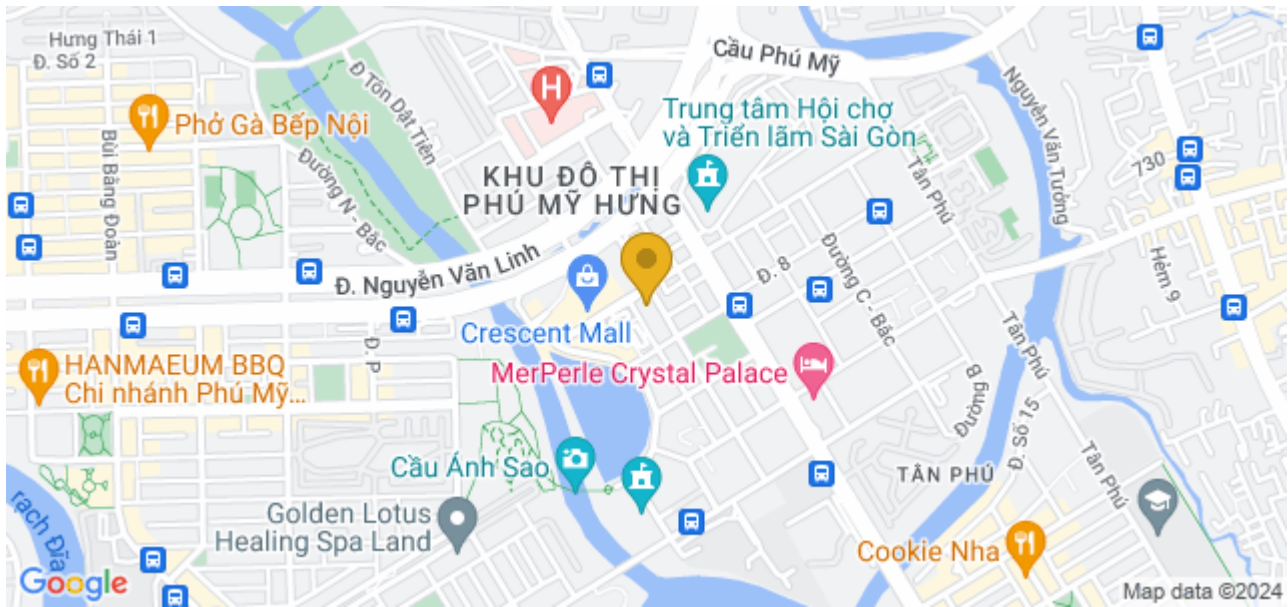 Hưng Thái 1
Đ. Số 2
Cầu Phú Mỹ
Đ Tôn Dật Tiên
H
Phở Gà Bếp Nội
Bùi Bằng Đoàn
Trung tâm Hội chợ
và Triển lãm Sài Gòn
Nguyễn Văn Tưởng
730
Tân Phú
KHU ĐÔ THỊ
PHÚ MỸ HƯNG
Đường N - Bắc
Đ. Nguyễn Văn Linh
Đ. 8
Đường C - Bắc
Hẻm 9
Crescent Mall
Đ. P
Tân Phú
HANMAEUM BBQ
Chi nhánh Phú Mỹ...
MerPerle Crystal Palace
Đường B
Đ. Số 15
Cầu Ánh Sao
TÂN PHÚ
Tân Phú
rạch Đĩa
Golden Lotus
Healing Spa Land
Cookie Nha
Google
Map data ©2024